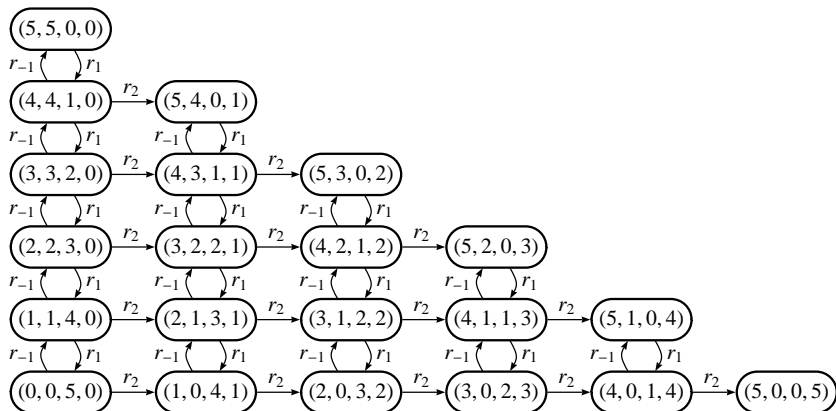 (5, 5, 0, 0)
r₋₁ r₁
(4, 4, 1, 0) r₂ (5, 4, 0, 1)
r₋₁ r₁ r₋₁ r₁
(3, 3, 2, 0) r₂ (4, 3, 1, 1) r₂ (5, 3, 0, 2)
r₋₁ r₁ r₋₁ r₁ r₋₁ r₁
(2, 2, 3, 0) r₂ (3, 2, 2, 1) r₂ (4, 2, 1, 2) r₂ (5, 2, 0, 3)
r₋₁ r₁ r₋₁ r₁ r₋₁ r₁ r₋₁ r₁
(1, 1, 4, 0) r₂ (2, 1, 3, 1) r₂ (3, 1, 2, 2) r₂ (4, 1, 1, 3) r₂ (5, 1, 0, 4)
r₋₁ r₁ r₋₁ r₁ r₋₁ r₁ r₋₁ r₁ r₋₁ r₁
(0, 0, 5, 0) r₂ (1, 0, 4, 1) r₂ (2, 0, 3, 2) r₂ (3, 0, 2, 3) r₂ (4, 0, 1, 4) r₂ (5, 0, 0, 5)